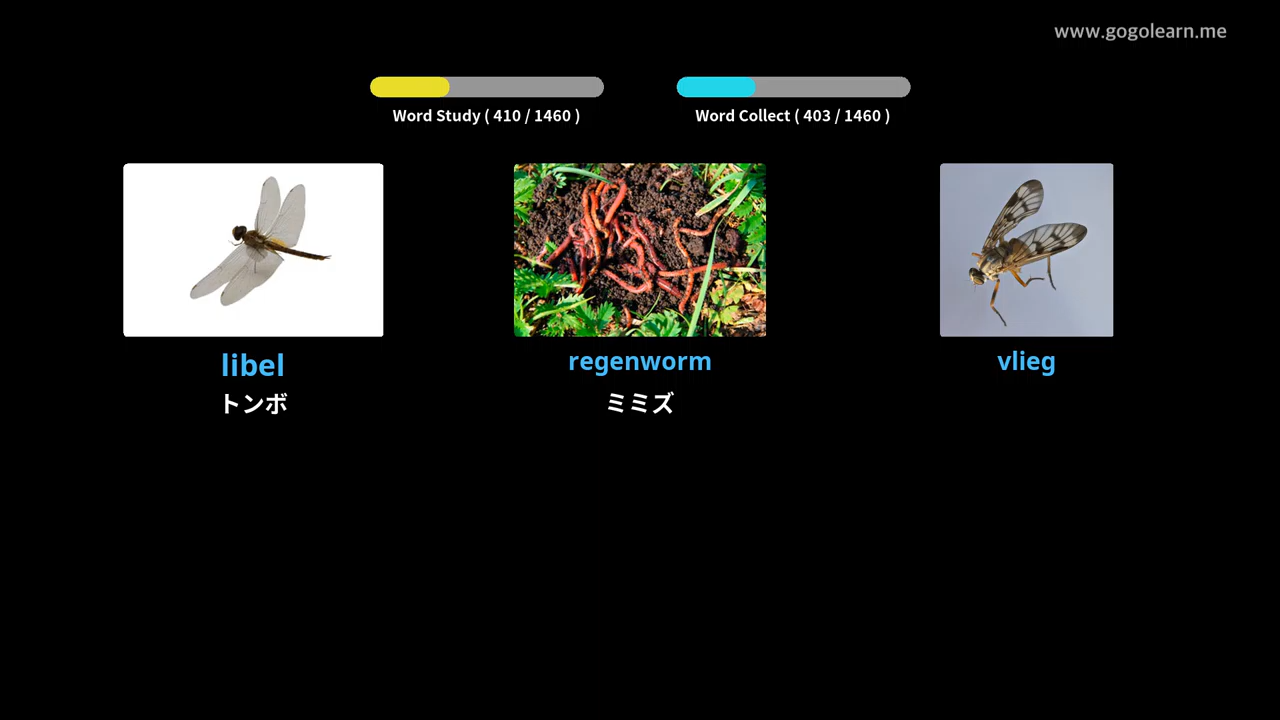 www.gogolearn.me
Word Study ( 410 / 1460 )
Word Collect ( 403 / 1460 )
libel
トンボ
regenworm
ミミズ
vlieg